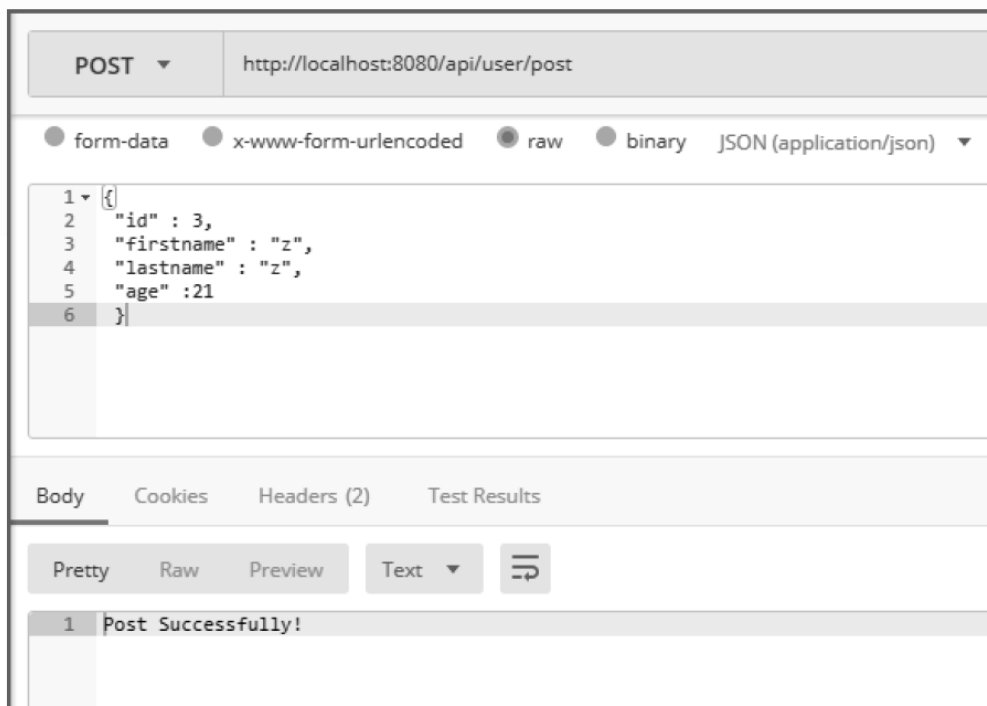 POST http://localhost:8080/api/user/post
form-data x-www-form-urlencoded raw binary JSON (application/json)
1 {
2 "id" : 3,
3 "firstname" : "z",
4 "lastname" : "z",
5 "age" :21
6 }
Body Cookies Headers (2) Test Results
Pretty Raw Preview Text
1 Post Successfully!